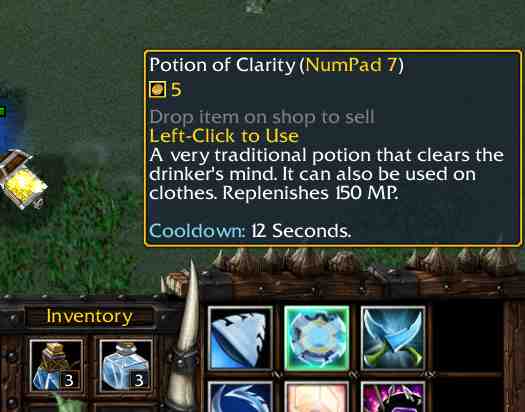 Potion of Clarity (NumPad 7)
5
Drop item on shop to sell
Left-Click to Use
A very traditional potion that clears the
drinker's mind. It can also be used on
clothes. Replenishes 150 MP.
Cooldown: 12 Seconds.
Inventory
3 3